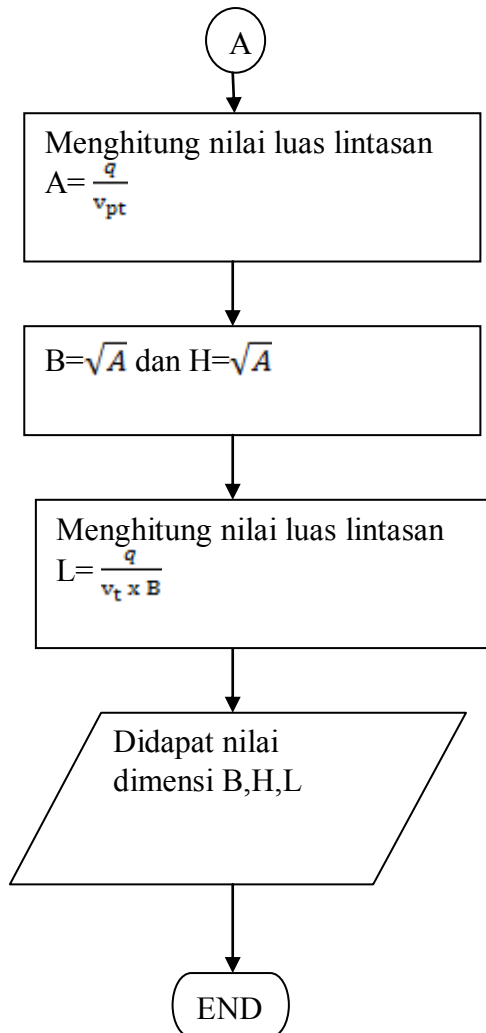 A
Menghitung nilai luas lintasan
A= q/v_pt
B=√A dan H=√A
Menghitung nilai luas lintasan
L= q/v_t x B
Didapat nilai
dimensi B,H,L
END